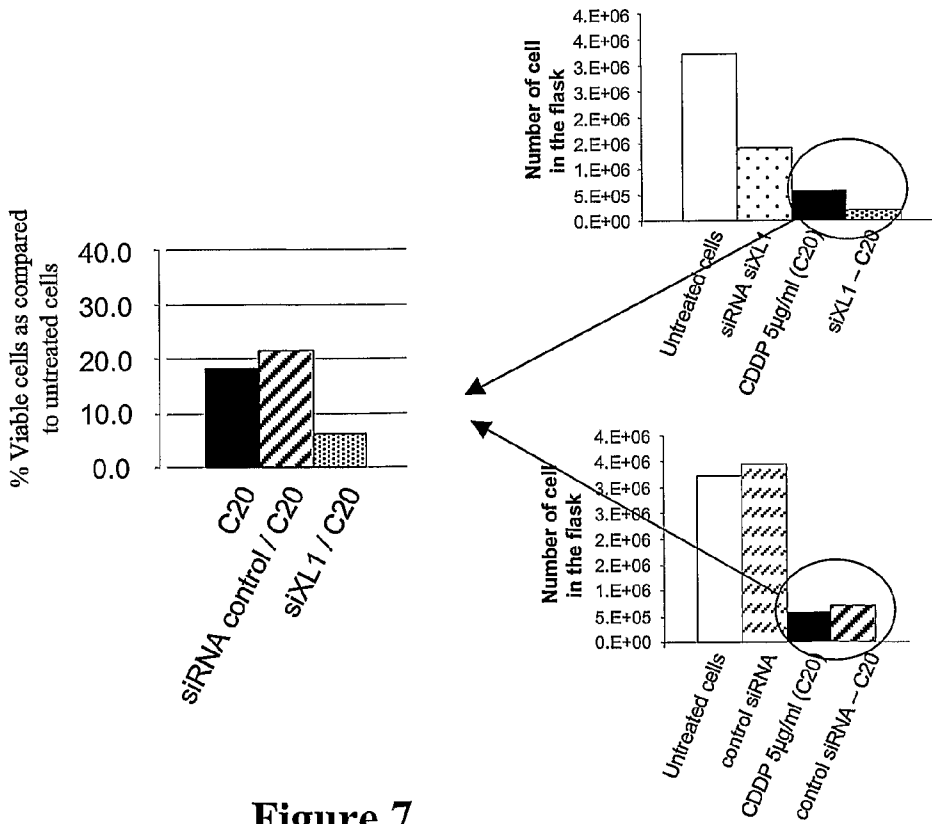 4.E+06
4.E+06
3.E+06
3.E+06
2.E+06
2.E+06
1.E+06
5.E+05
0.E+00
Number of cell
in the flask
Untreated cells
siRNA siXL1
CDDP 5µg/ml (C20)
siXL1 – C20
% Viable cells as compared
to untreated cells
40.0
30.0
20.0
10.0
0.0
C20
siRNA control / C20
siXL1 / C20
4.E+06
4.E+06
3.E+06
3.E+06
2.E+06
2.E+06
1.E+06
5.E+05
0.E+00
Number of cell
in the flask
Untreated cells
control siRNA
CDDP 5µg/ml (C20)
control siRNA – C20
Figure 7